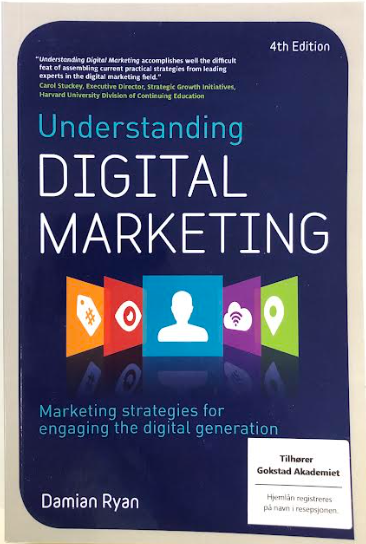 4th Edition
"Understanding Digital Marketing accomplishes well the difficult
feat of assembling current practical strategies from leading
experts in the digital marketing field."
Carol Stuckey, Executive Director, Strategic Growth Initiatives,
Harvard University Division of Continuing Education
Understanding
DIGITAL
MARKETING
#
Marketing strategies for
engaging the digital generation
Damian Ryan
Tilhører
Gokstad Akademiet
Hjemlån registreres
på navn i resepsjonen.